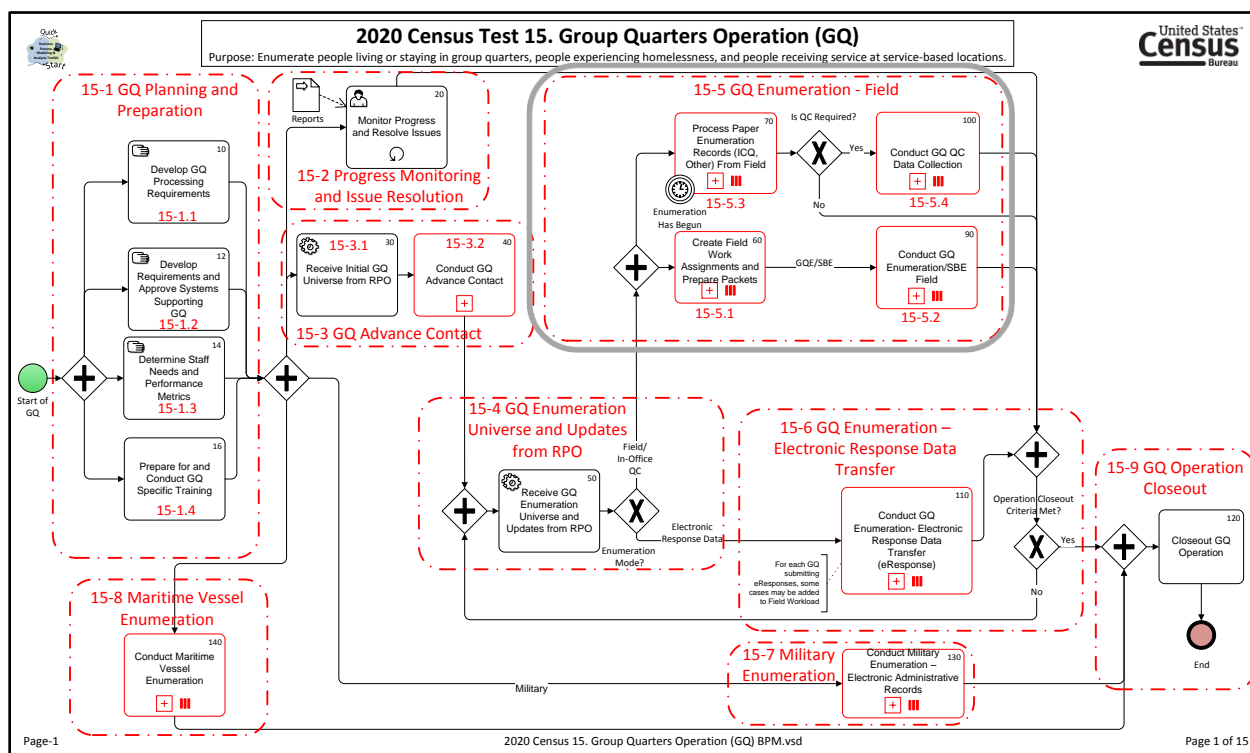 Quick
Business
Process
Modeling &
Analysis Toolkit
Start
2020 Census Test 15. Group Quarters Operation (GQ)
Purpose: Enumerate people living or staying in group quarters, people experiencing homelessness, and people receiving service at service-based locations.
United States™
Census
Bureau
15-1 GQ Planning and
Preparation
10
Develop GQ
Processing
Requirements
15-1.1
12
Develop
Requirements and
Approve Systems
Supporting
GQ
15-1.2
14
Determine Staff
Needs and
Performance
Metrics
15-1.3
16
Prepare for and
Conduct GQ
Specific Training
15-1.4
Start of
GQ
Reports
20
Monitor Progress
and Resolve Issues
15-2 Progress Monitoring
and Issue Resolution
15-3.1
30
Receive Initial GQ
Universe from RPO
15-3.2
40
Conduct GQ
Advance Contact
15-3 GQ Advance Contact
15-5 GQ Enumeration - Field
70
Process Paper
Enumeration
Records (ICQ,
Other) From Field
15-5.3
Enumeration
Has Begun
Is QC Required?
Yes
No
100
Conduct GQ QC
Data Collection
15-5.4
60
Create Field
Work
Assignments and
Prepare Packets
15-5.1
GQE/SBE
90
Conduct GQ
Enumeration/SBE
Field
15-5.2
15-4 GQ Enumeration
Universe and Updates
from RPO
50
Receive GQ
Enumeration
Universe and
Updates from RPO
Field/
In-Office
QC
Enumeration
Mode?
Electronic
Response Data
15-6 GQ Enumeration –
Electronic Response Data
Transfer
110
Conduct GQ
Enumeration- Electronic
Response Data
Transfer
(eResponse)
For each GQ
submitting
eResponses, some
cases may be added
to Field Workload
Operation Closeout
Criteria Met?
Yes
No
15-9 GQ Operation
Closeout
120
Closeout GQ
Operation
End
15-8 Maritime Vessel
Enumeration
140
Conduct Maritime
Vessel
Enumeration
Military
15-7 Military
Enumeration
130
Conduct Military
Enumeration –
Electronic Administrative
Records
Page-1
2020 Census 15. Group Quarters Operation (GQ) BPM.vsd
Page 1 of 15